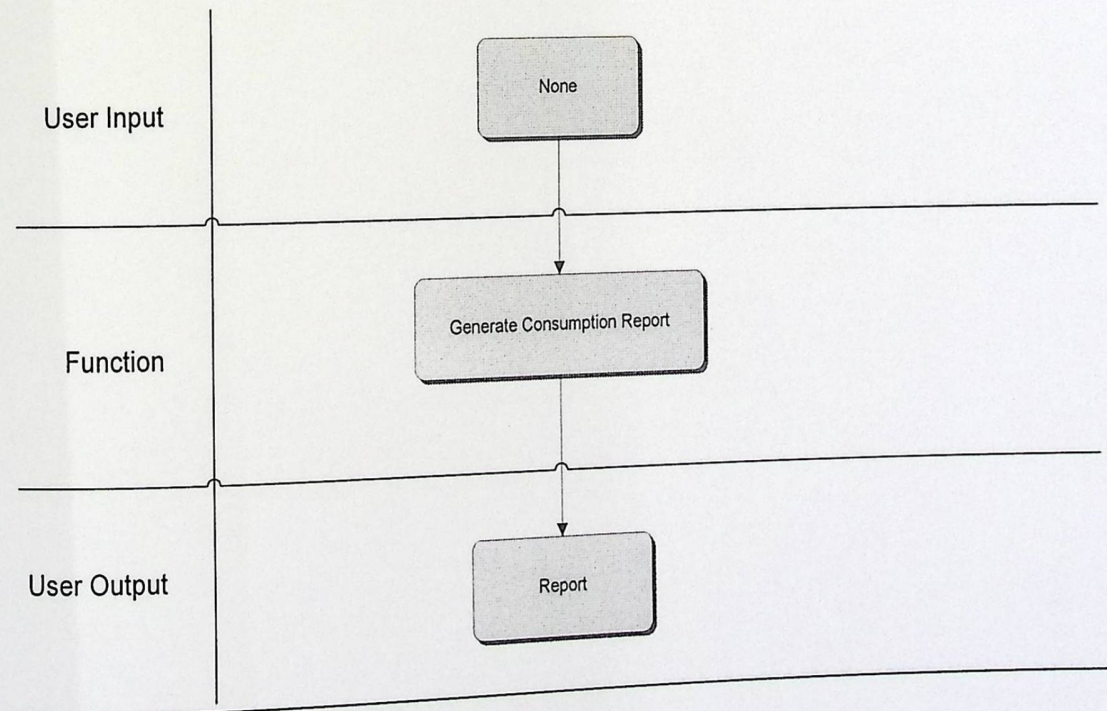 User Input
None
Function
Generate Consumption Report
User Output
Report